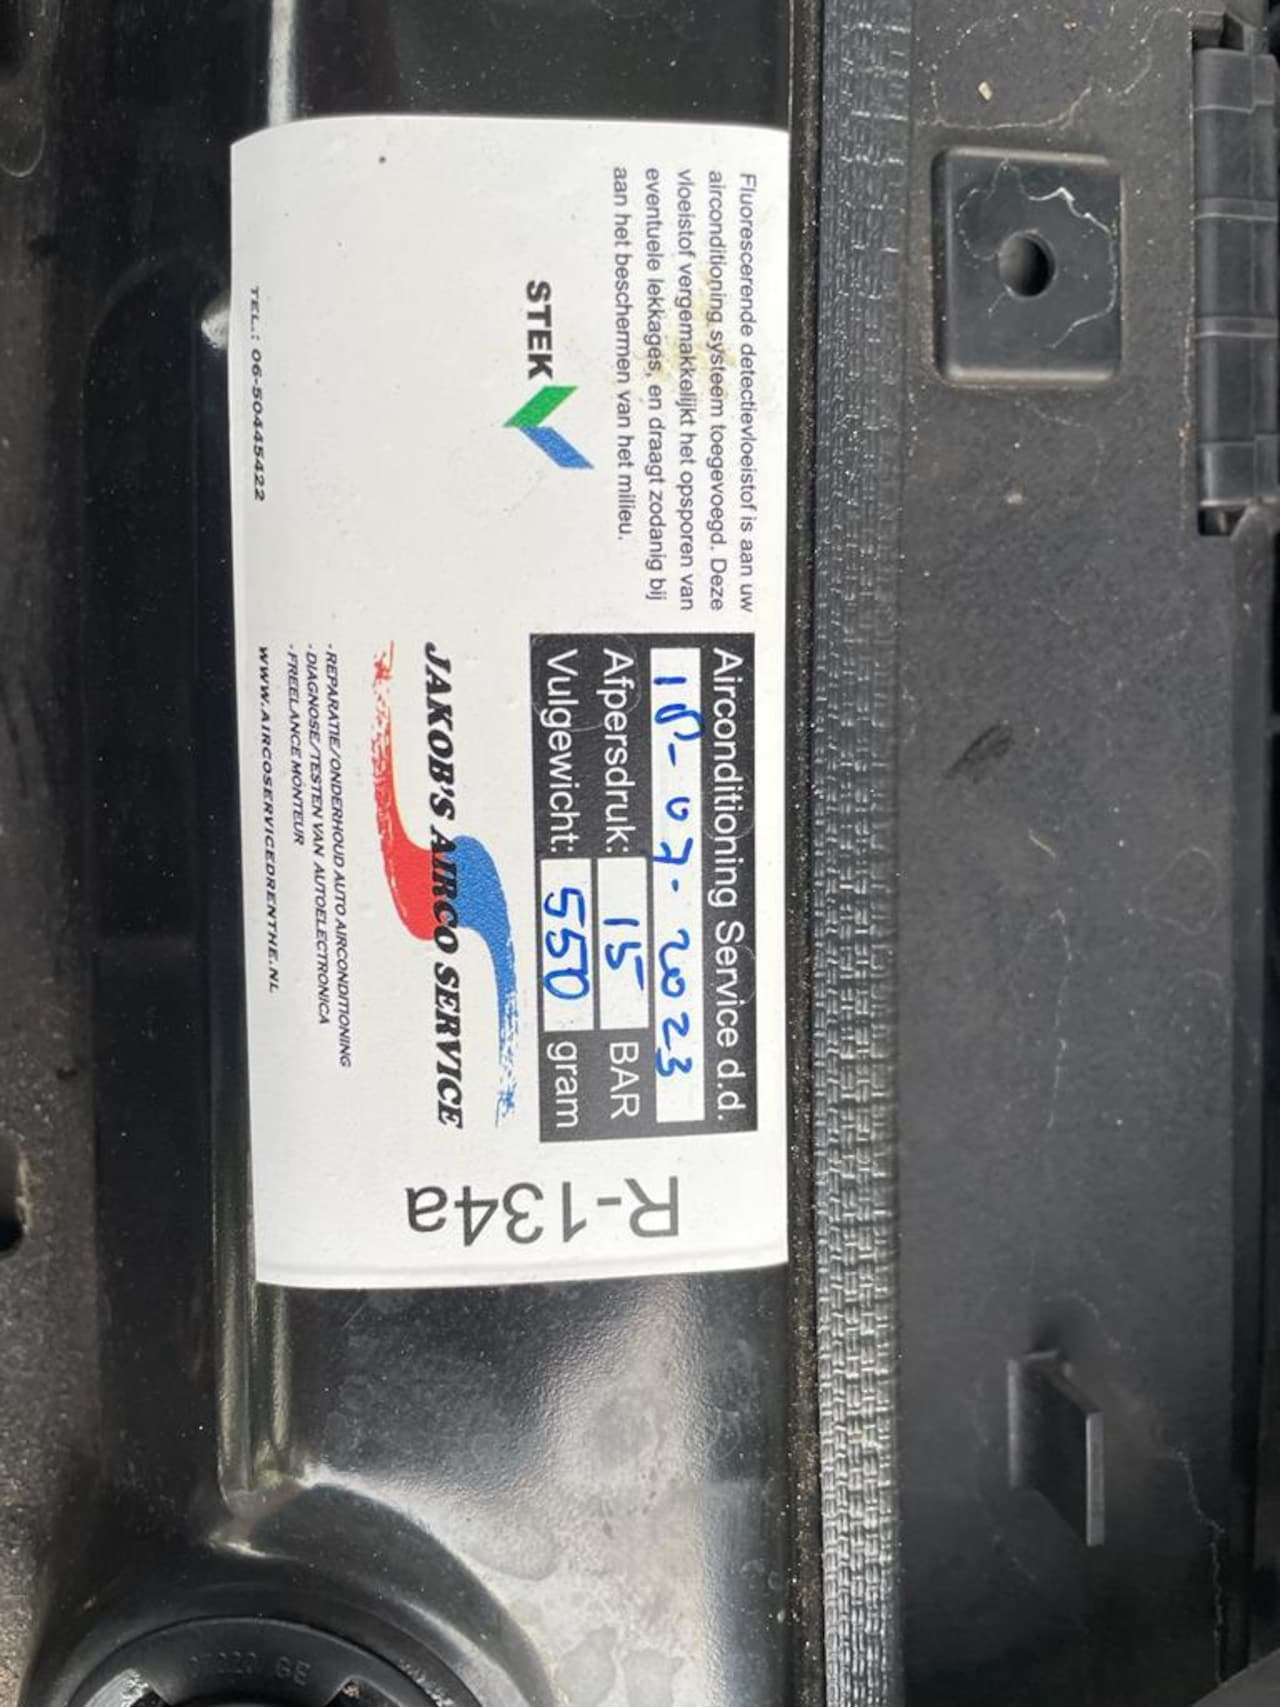 Fluorescerende detectievloeistof is aan uw
airconditioning systeem toegevoegd. Deze
vloeistof vergemakkelijkt het opsporen van
eventuele lekkages, en draagt zodanig bij
aan het beschermen van het milieu.
STEK
TEL.: 06-50445422
Airconditioning Service d.d.
18-07-2023
Afpersdruk: 15 BAR
Vulgewicht: 550 gram
JAKOB'S AIRCO SERVICE
-REPARATIE/ONDERHOUD AUTO AIRCONDITIONING
-DIAGNOSE/TESTEN VAN AUTOELECTRONICA
-FREELANCE MONTEUR
WWW.AIRCOSERVICEDRENTHE.NL
R-134a
GE